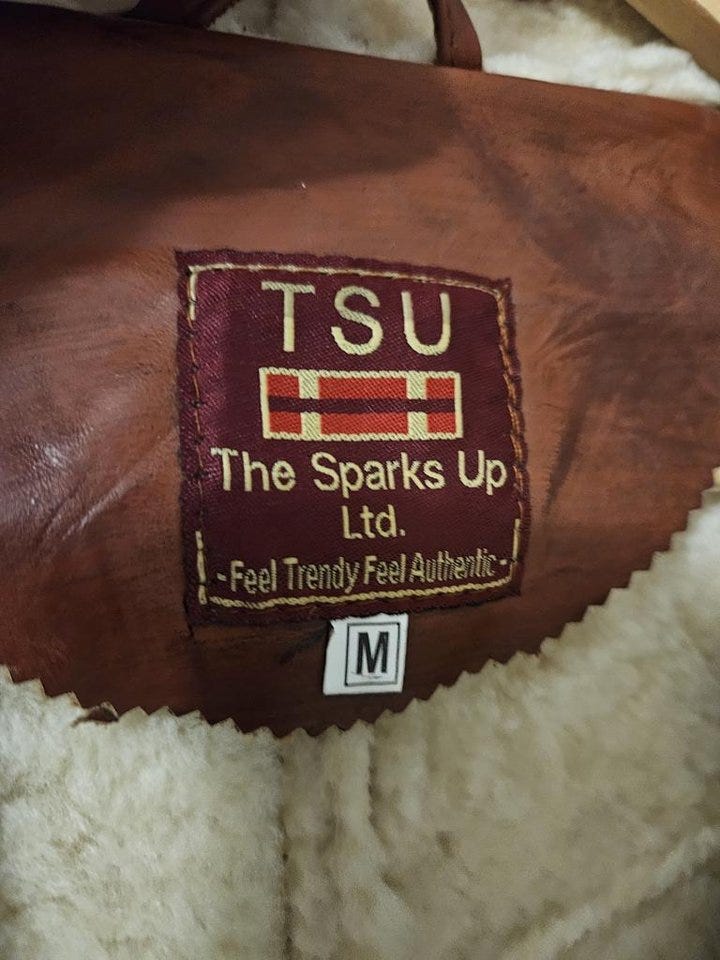 TSU
The Sparks Up
Ltd.
-Feel Trendy Feel Authentic-
M